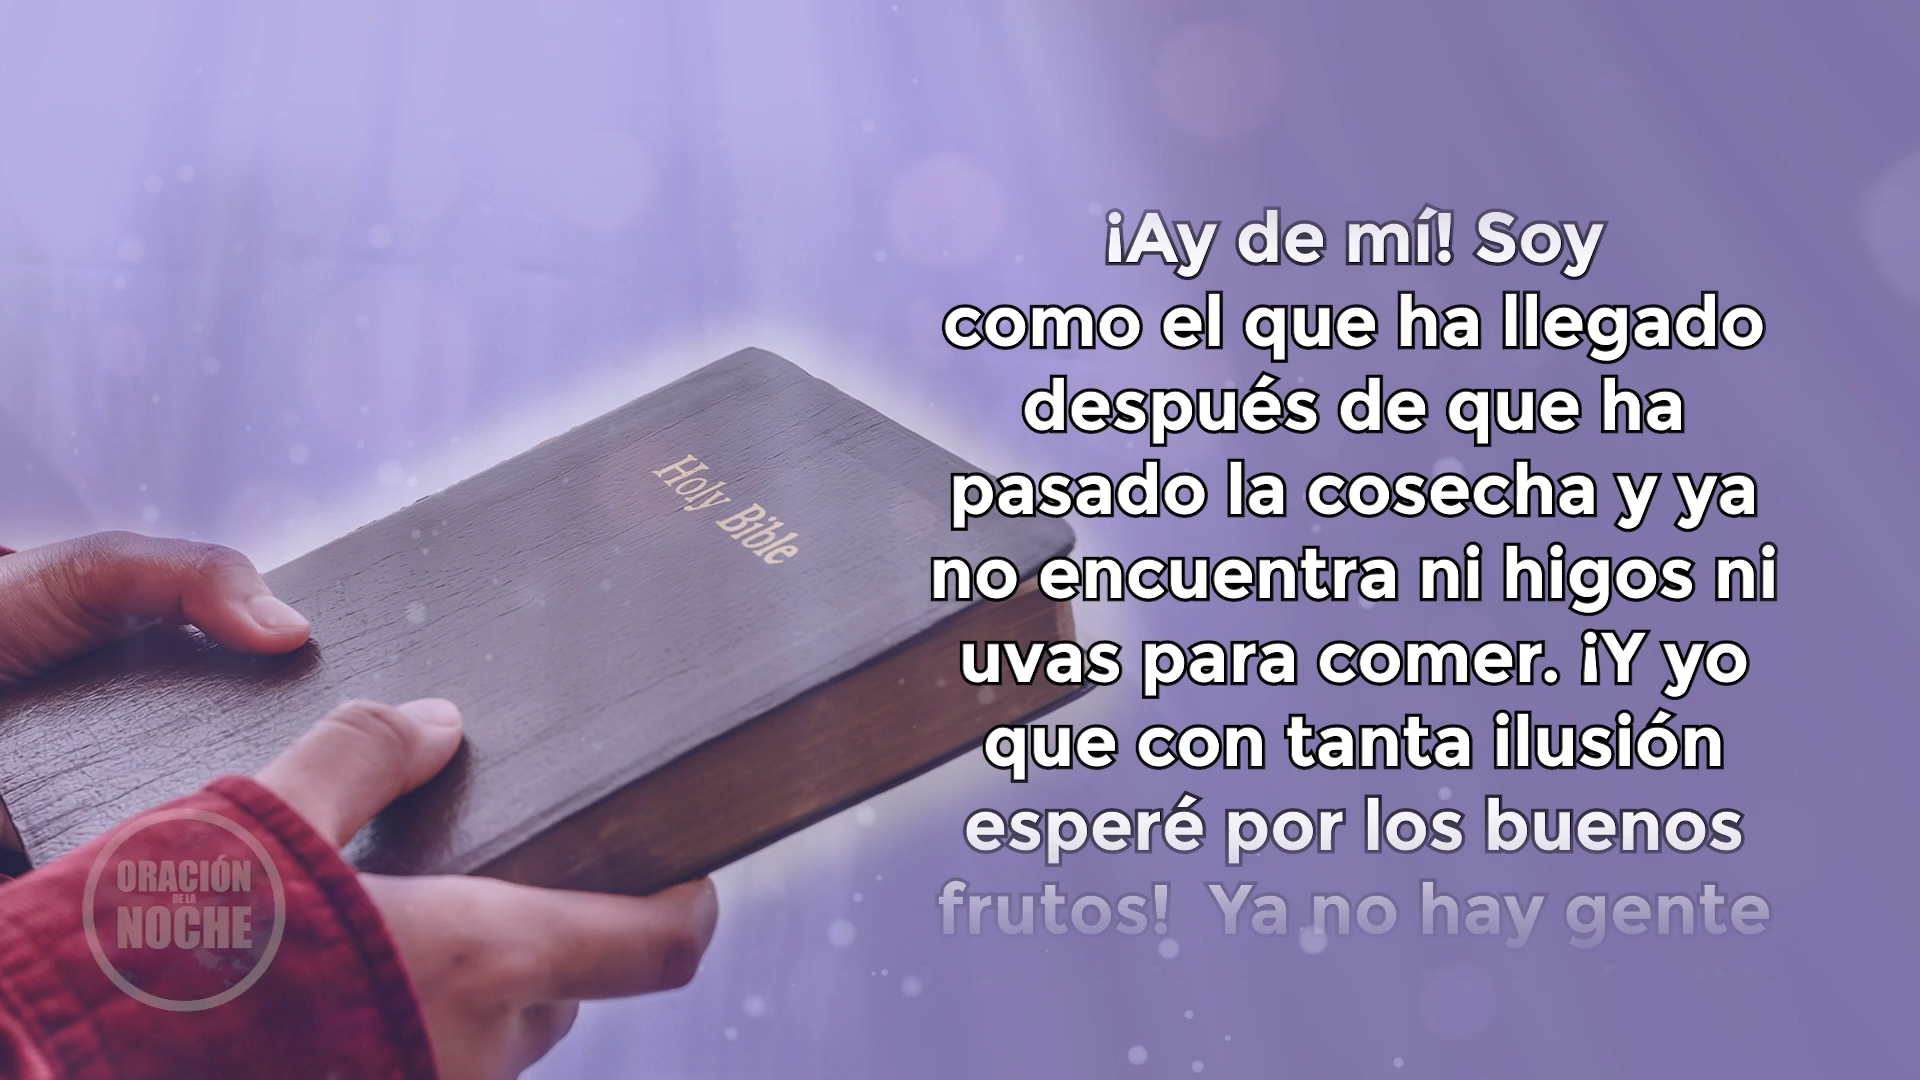 Holy Bible
¡Ay de mí! Soy
como el que ha llegado
después de que ha
pasado la cosecha y ya
no encuentra ni higos ni
uvas para comer. ¡Y yo
que con tanta ilusión
esperé por los buenos
frutos!  Ya no hay gente
ORACIÓN
DE LA
NOCHE